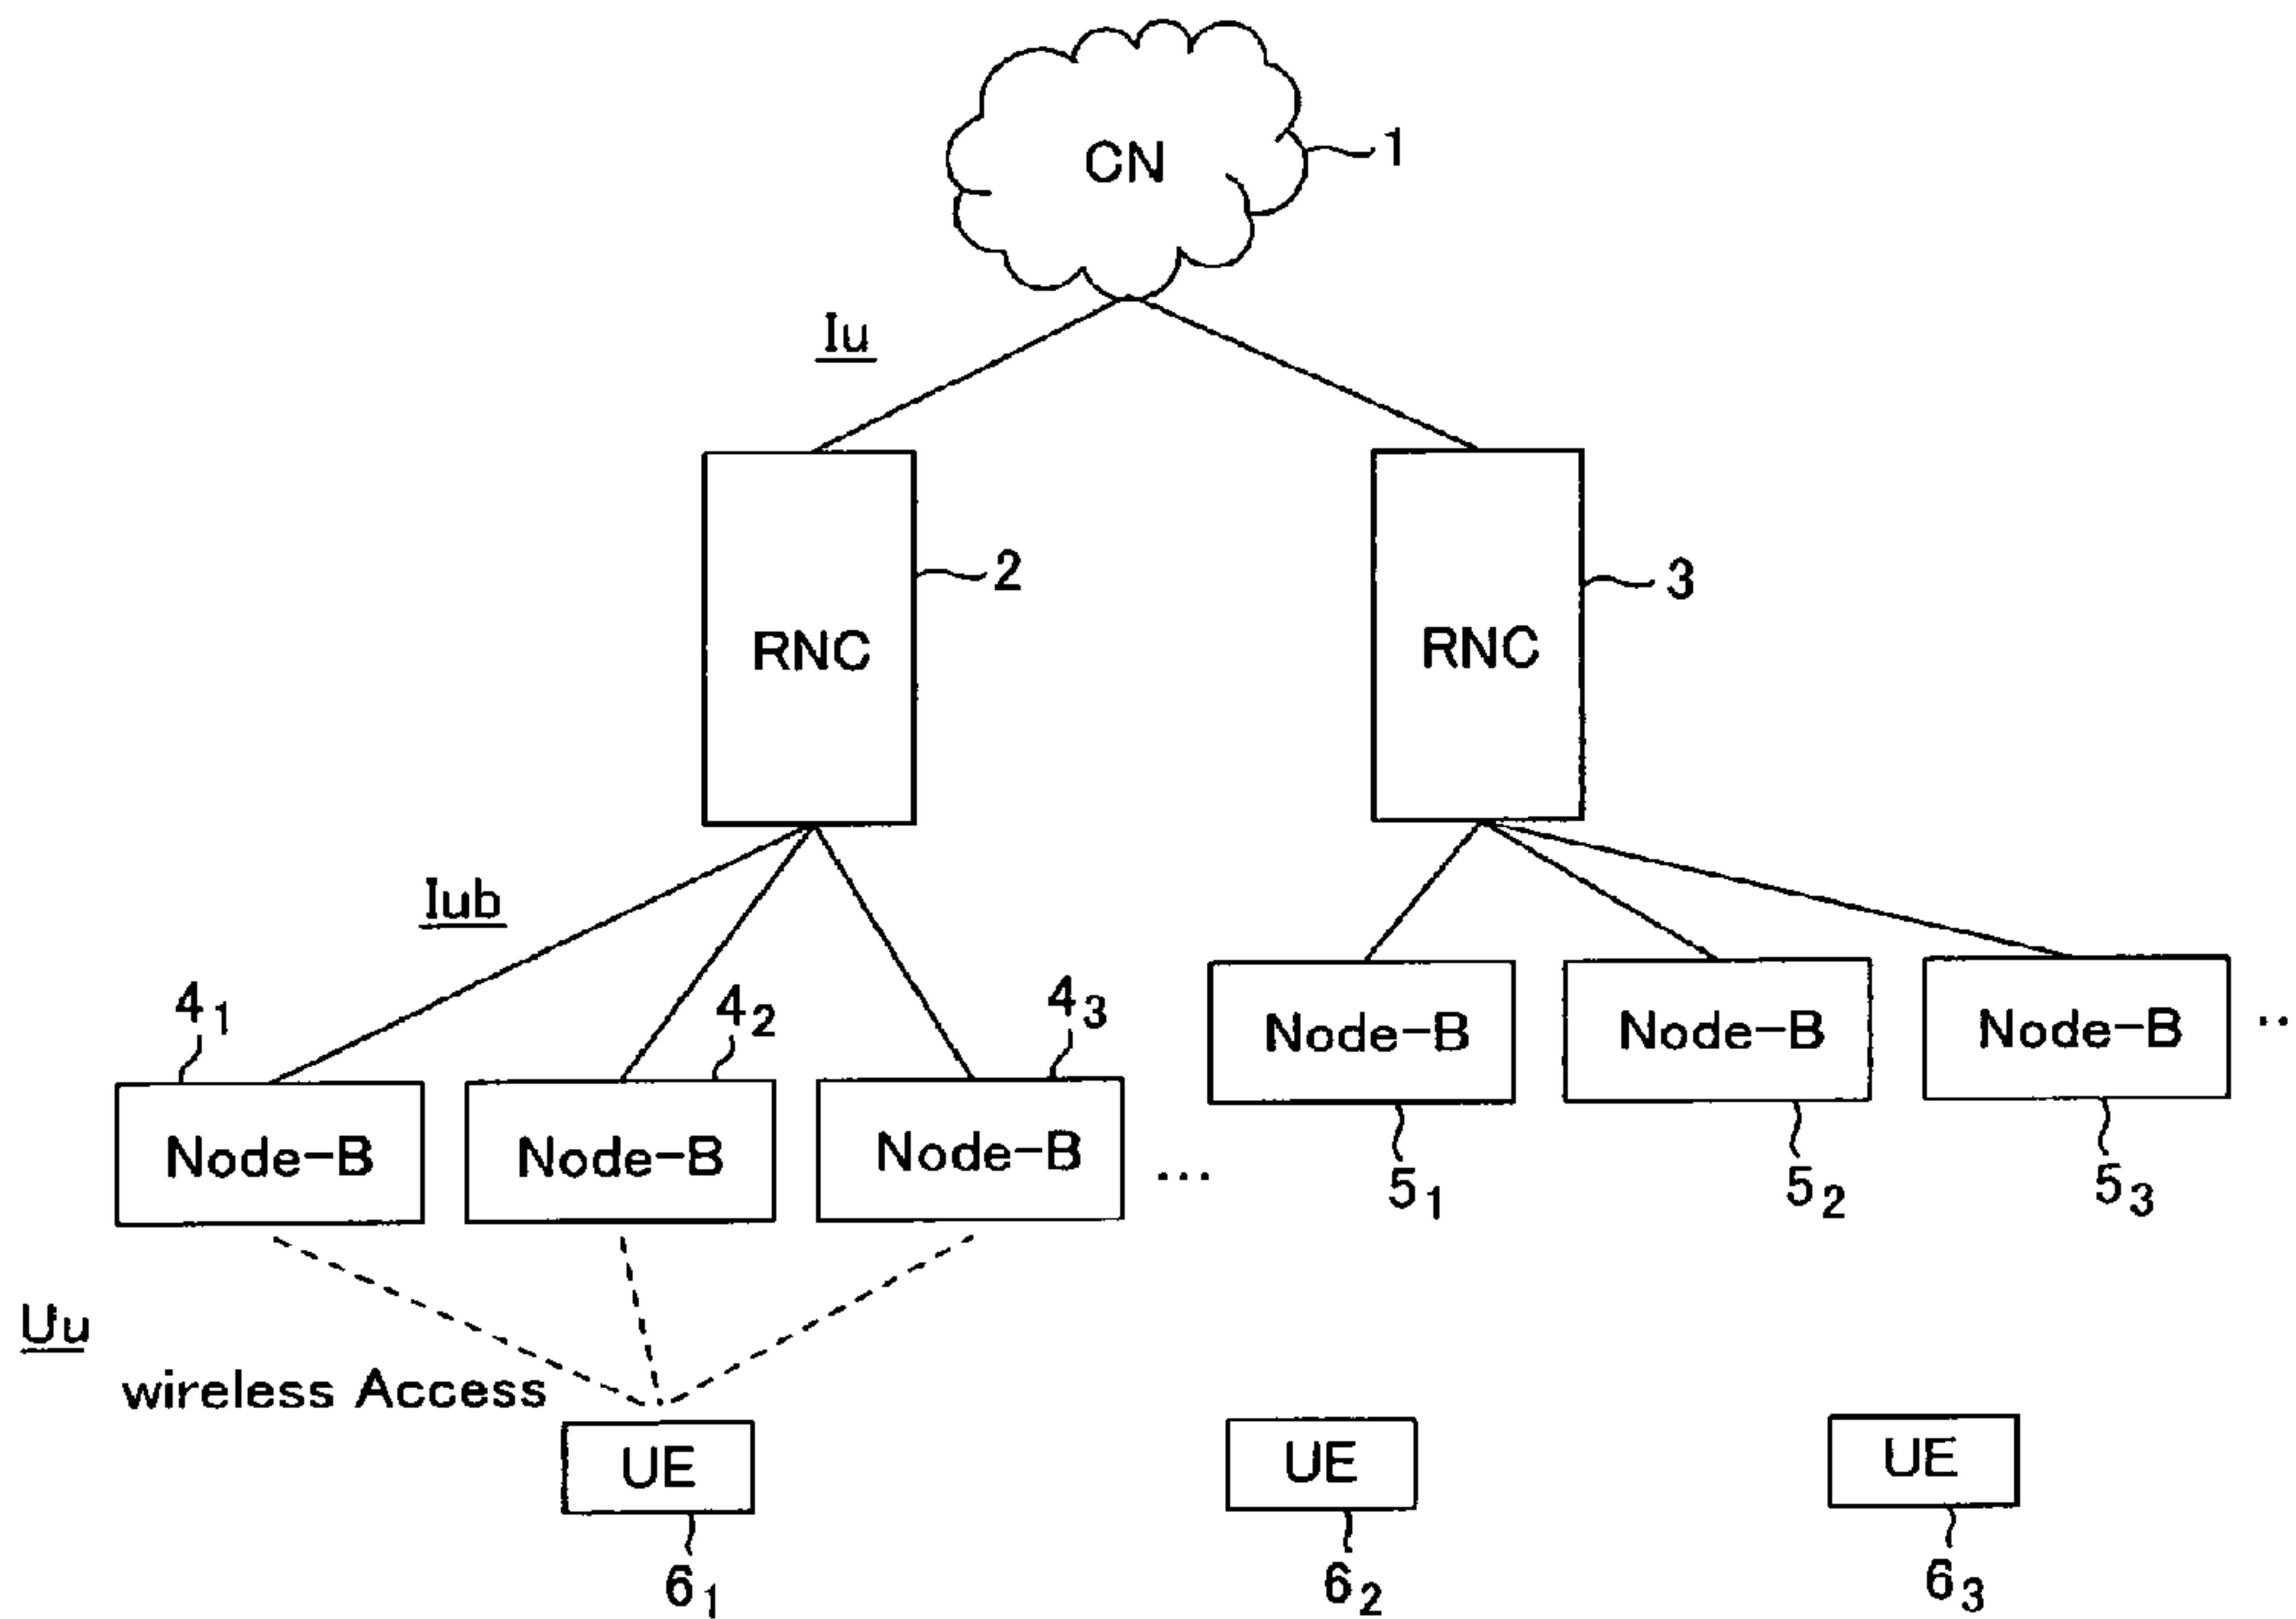 CN
1
Iu
2
3
RNC
RNC
Iub
4₁
4₂
4₃
Node-B
Node-B
Node-B
...
Node-B
Node-B
Node-B
..
5₁
5₂
5₃
Uu
wireless Access
UE
UE
UE
6₁
6₂
6₃